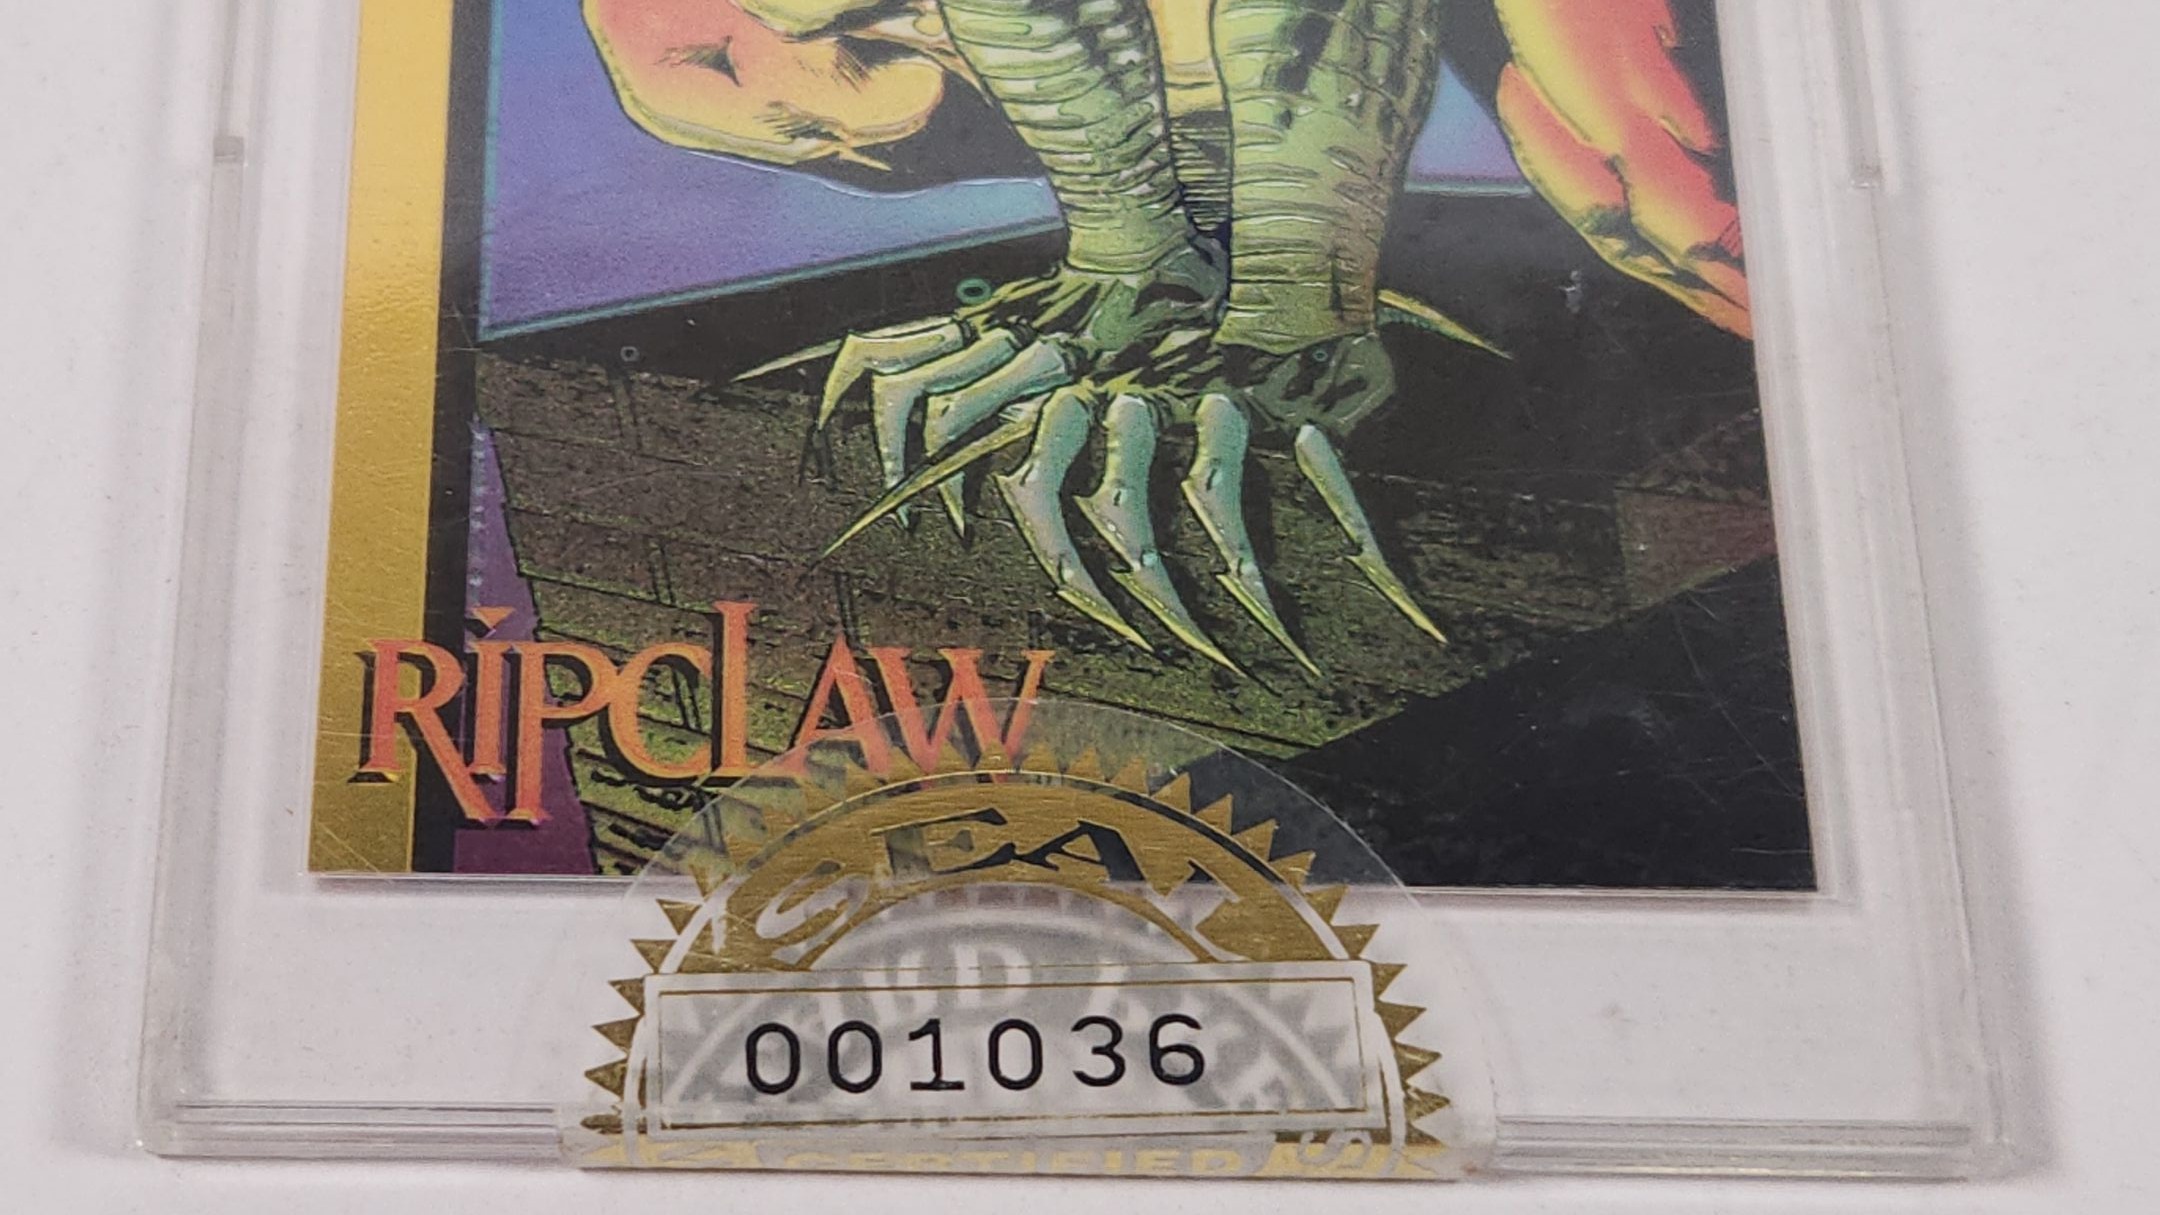 RiPCLAW
SEAL
001036
CERTIFIED